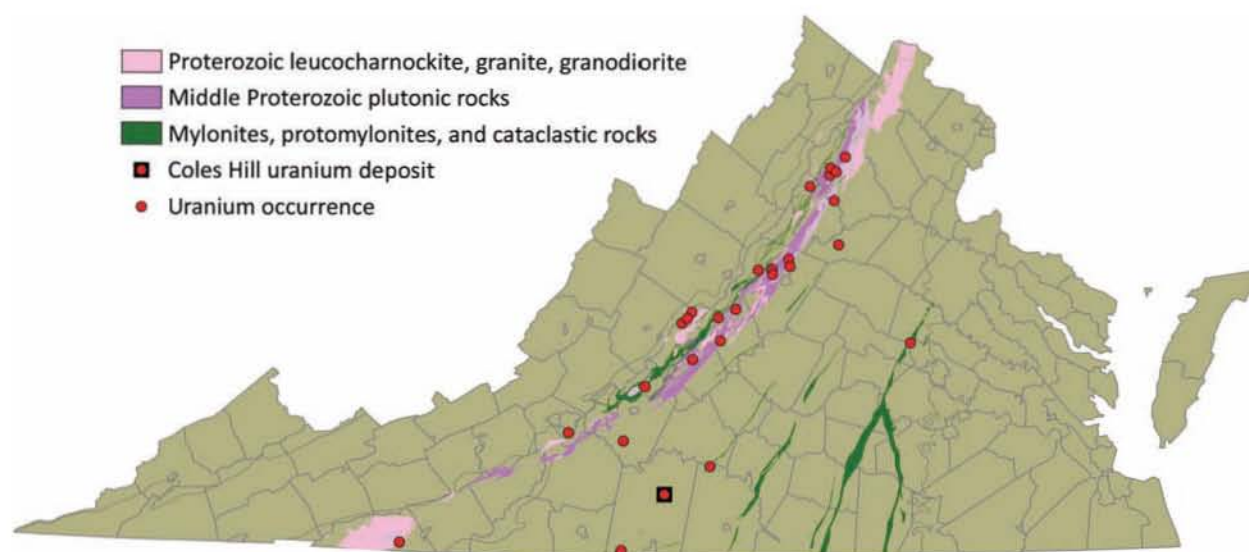 Proterozoic leucocharnockite, granite, granodiorite
Middle Proterozoic plutonic rocks
Mylonites, protomylonites, and cataclastic rocks
Coles Hill uranium deposit
Uranium occurrence